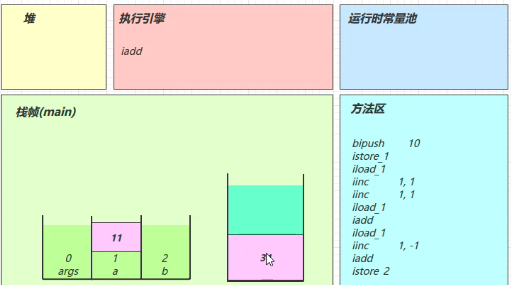 堆
执行引擎
iadd
运行时常量池
栈帧(main)
11
0
args
1
a
2
b
方法区
bipush 10
istore_1
iload_1
iinc 1, 1
iinc 1, 1
iload_1
iadd
iload_1
iinc 1, -1
iadd
istore 2